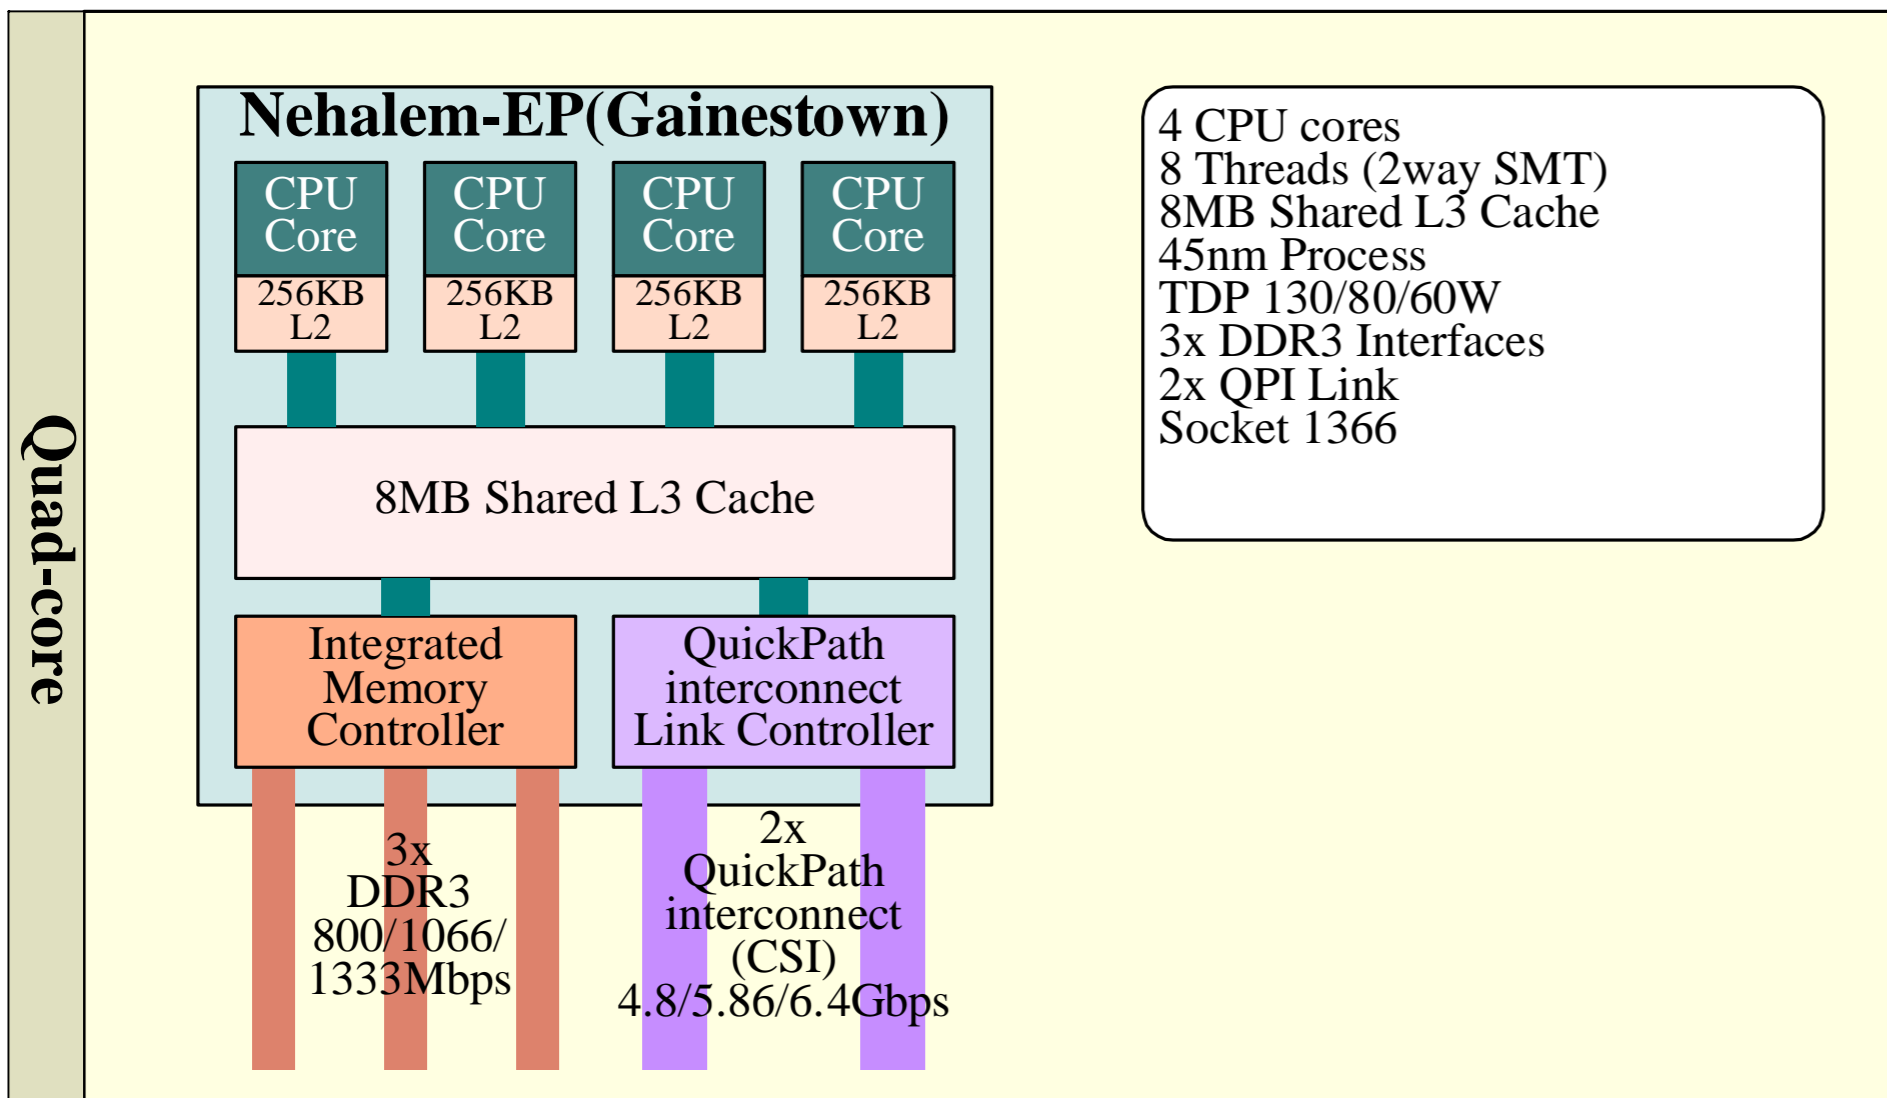 Quad-core
Nehalem-EP(Gainestown)
CPU
Core
256KB
L2
CPU
Core
256KB
L2
CPU
Core
256KB
L2
CPU
Core
256KB
L2
8MB Shared L3 Cache
Integrated
Memory
Controller
QuickPath
interconnect
Link Controller
3x
DDR3
800/1066/
1333Mbps
2x
QuickPath
interconnect
(CSI)
4.8/5.86/6.4Gbps
4 CPU cores
8 Threads (2way SMT)
8MB Shared L3 Cache
45nm Process
TDP 130/80/60W
3x DDR3 Interfaces
2x QPI Link
Socket 1366